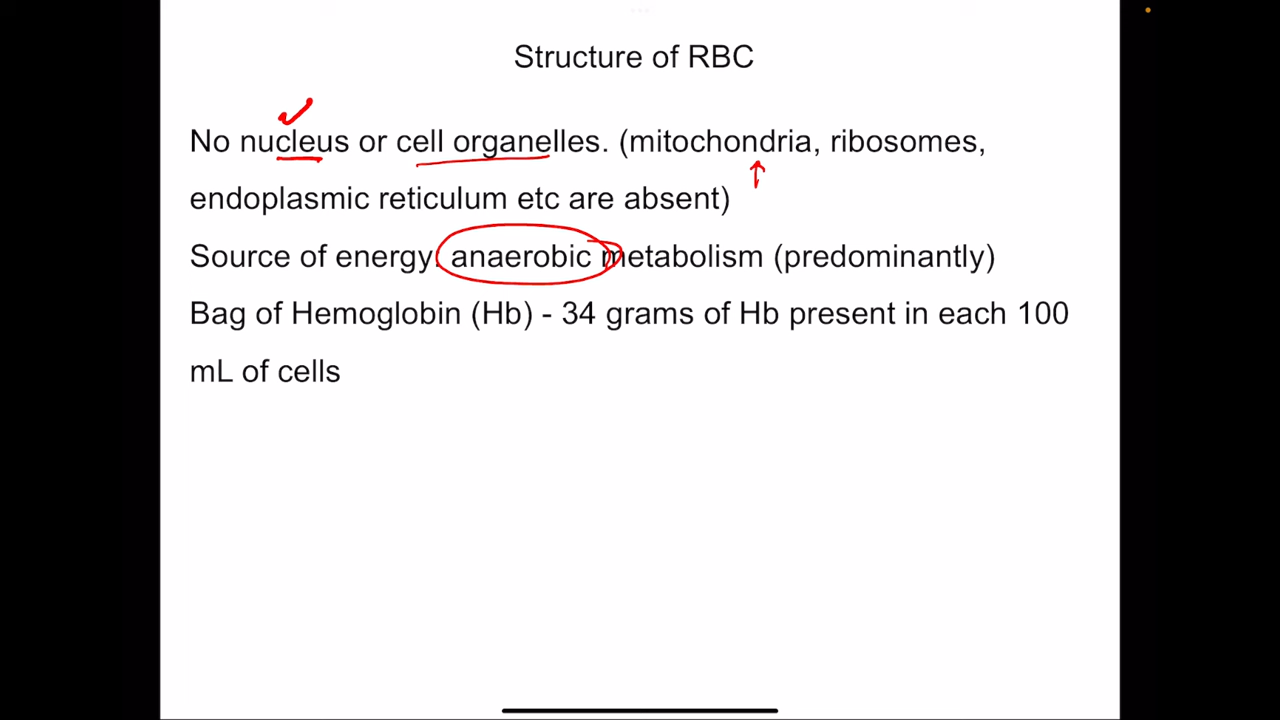 Structure of RBC
No nucleus or cell organelles. (mitochondria, ribosomes,
endoplasmic reticulum etc are absent)
Source of energy: anaerobic metabolism (predominantly)
Bag of Hemoglobin (Hb) - 34 grams of Hb present in each 100
mL of cells